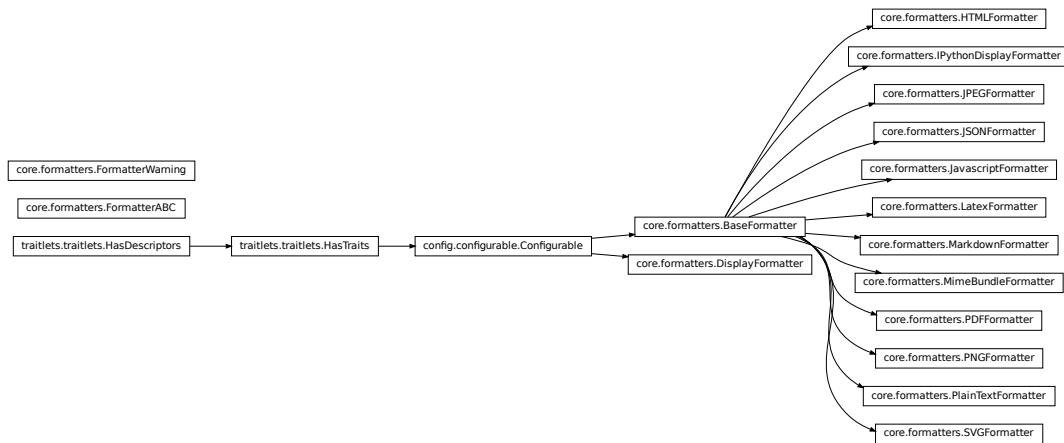 core.formatters.HTMLFormatter
core.formatters.IPythonDisplayFormatter
core.formatters.JPEGFormatter
core.formatters.JSONFormatter
core.formatters.FormatterWarning
core.formatters.JavascriptFormatter
core.formatters.FormatterABC
core.formatters.LatexFormatter
core.formatters.BaseFormatter
traitlets.traitlets.HasDescriptors
traitlets.traitlets.HasTraits
config.configurable.Configurable
core.formatters.MarkdownFormatter
core.formatters.DisplayFormatter
core.formatters.MimeBundleFormatter
core.formatters.PDFFormatter
core.formatters.PNGFormatter
core.formatters.PlainTextFormatter
core.formatters.SVGFormatter